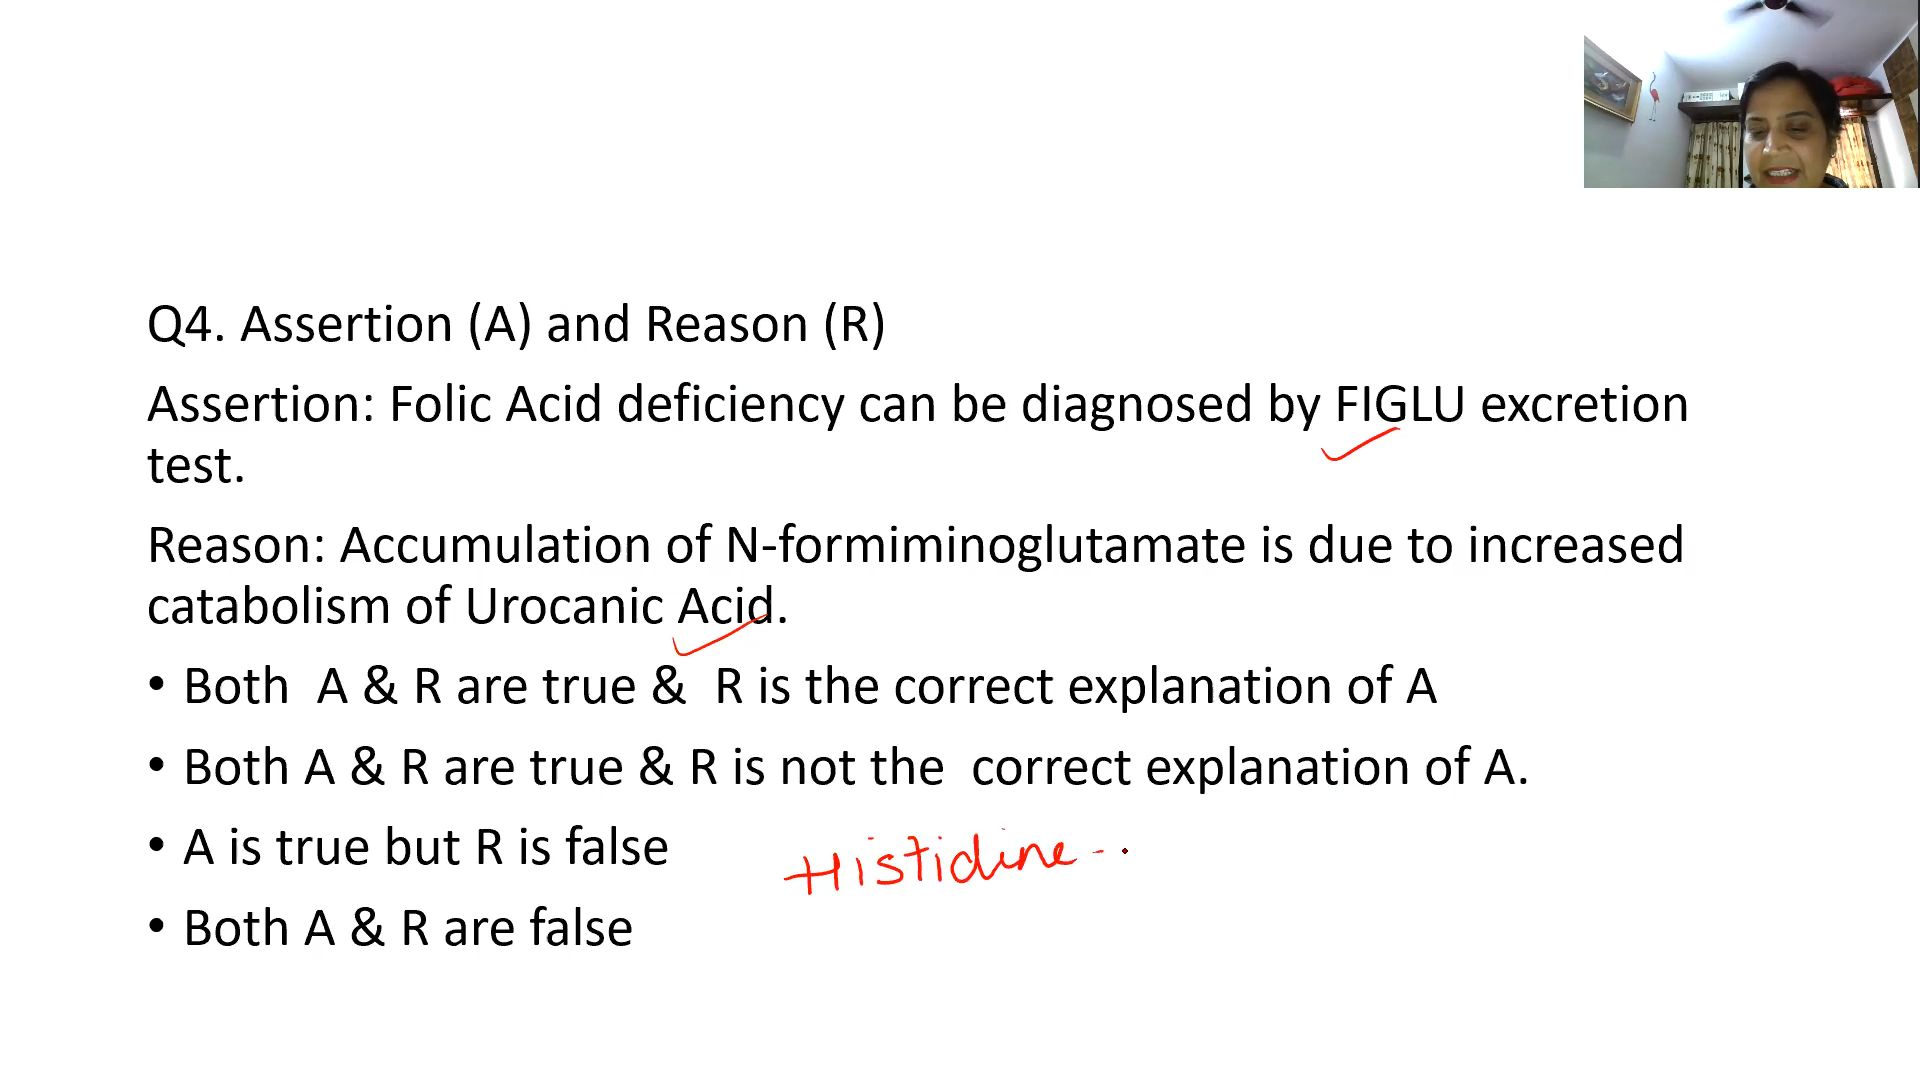 Q4. Assertion (A) and Reason (R)
Assertion: Folic Acid deficiency can be diagnosed by FIGLU excretion
test.
Reason: Accumulation of N-formiminoglutamate is due to increased
catabolism of Urocanic Acid.
• Both A & R are true & R is the correct explanation of A
• Both A & R are true & R is not the correct explanation of A.
• A is true but R is false
Histidine -
• Both A & R are false